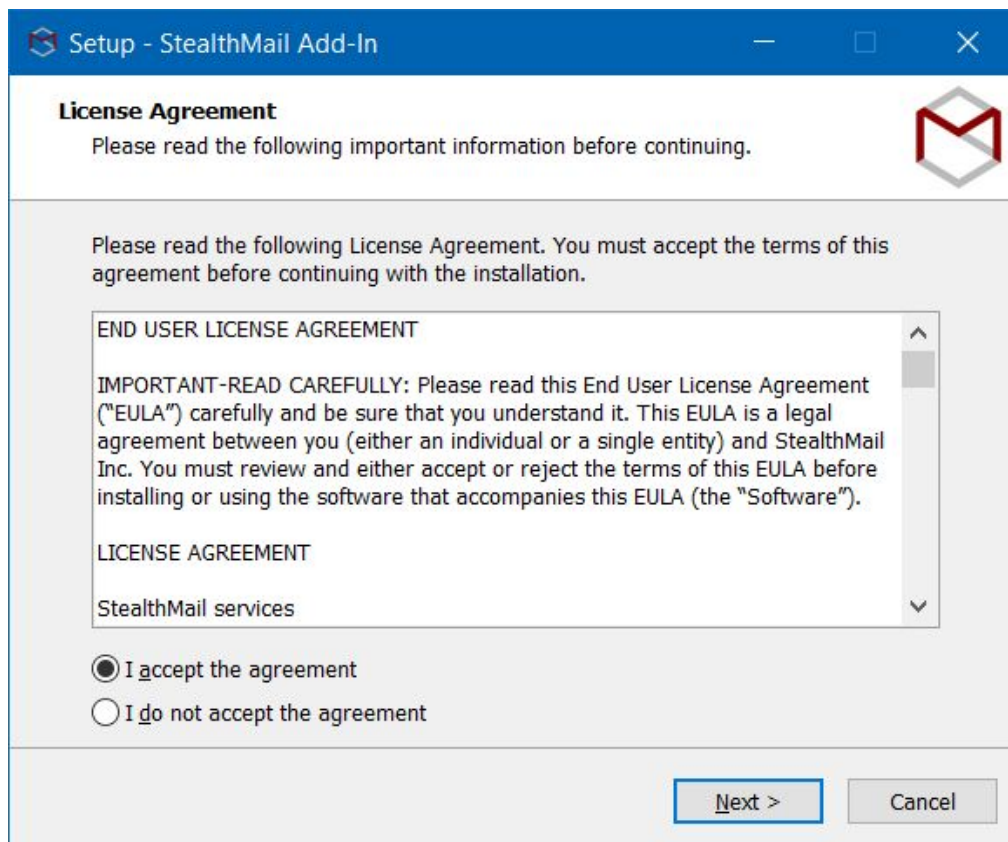 Setup - StealthMail Add-In
License Agreement
Please read the following important information before continuing.
Please read the following License Agreement. You must accept the terms of this
agreement before continuing with the installation.
END USER LICENSE AGREEMENT
IMPORTANT-READ CAREFULLY: Please read this End User License Agreement
(“EULA”) carefully and be sure that you understand it. This EULA is a legal
agreement between you (either an individual or a single entity) and StealthMail
Inc. You must review and either accept or reject the terms of this EULA before
installing or using the software that accompanies this EULA (the “Software”).
LICENSE AGREEMENT
StealthMail services
I accept the agreement
I do not accept the agreement
Next >
Cancel